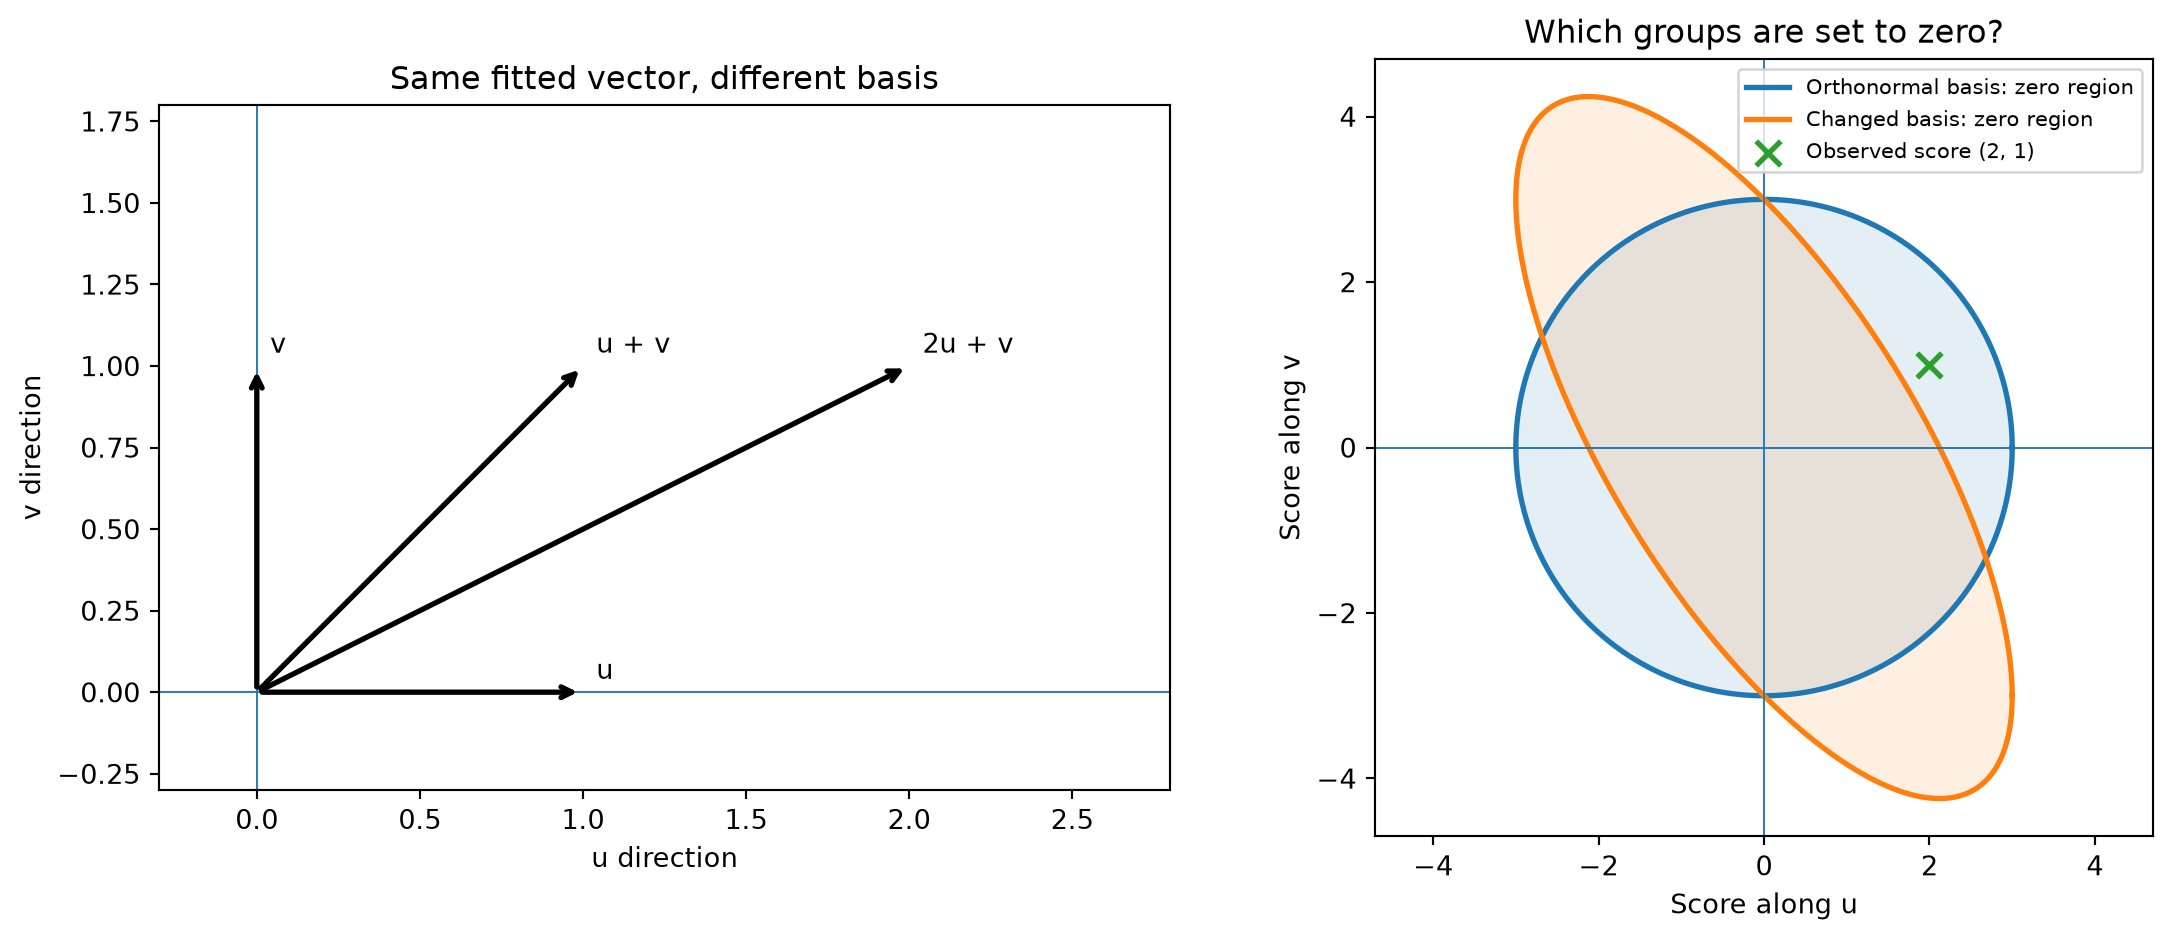 Same fitted vector, different basis
v direction
1.75
1.50
1.25
1.00
0.75
0.50
0.25
0.00
−0.25
v
u + v
2u + v
u
0.0
0.5
1.0
1.5
2.0
2.5
u direction
Which groups are set to zero?
Orthonormal basis: zero region
Changed basis: zero region
Observed score (2, 1)
Score along v
4
2
0
−2
−4
−4
−2
0
2
4
Score along u